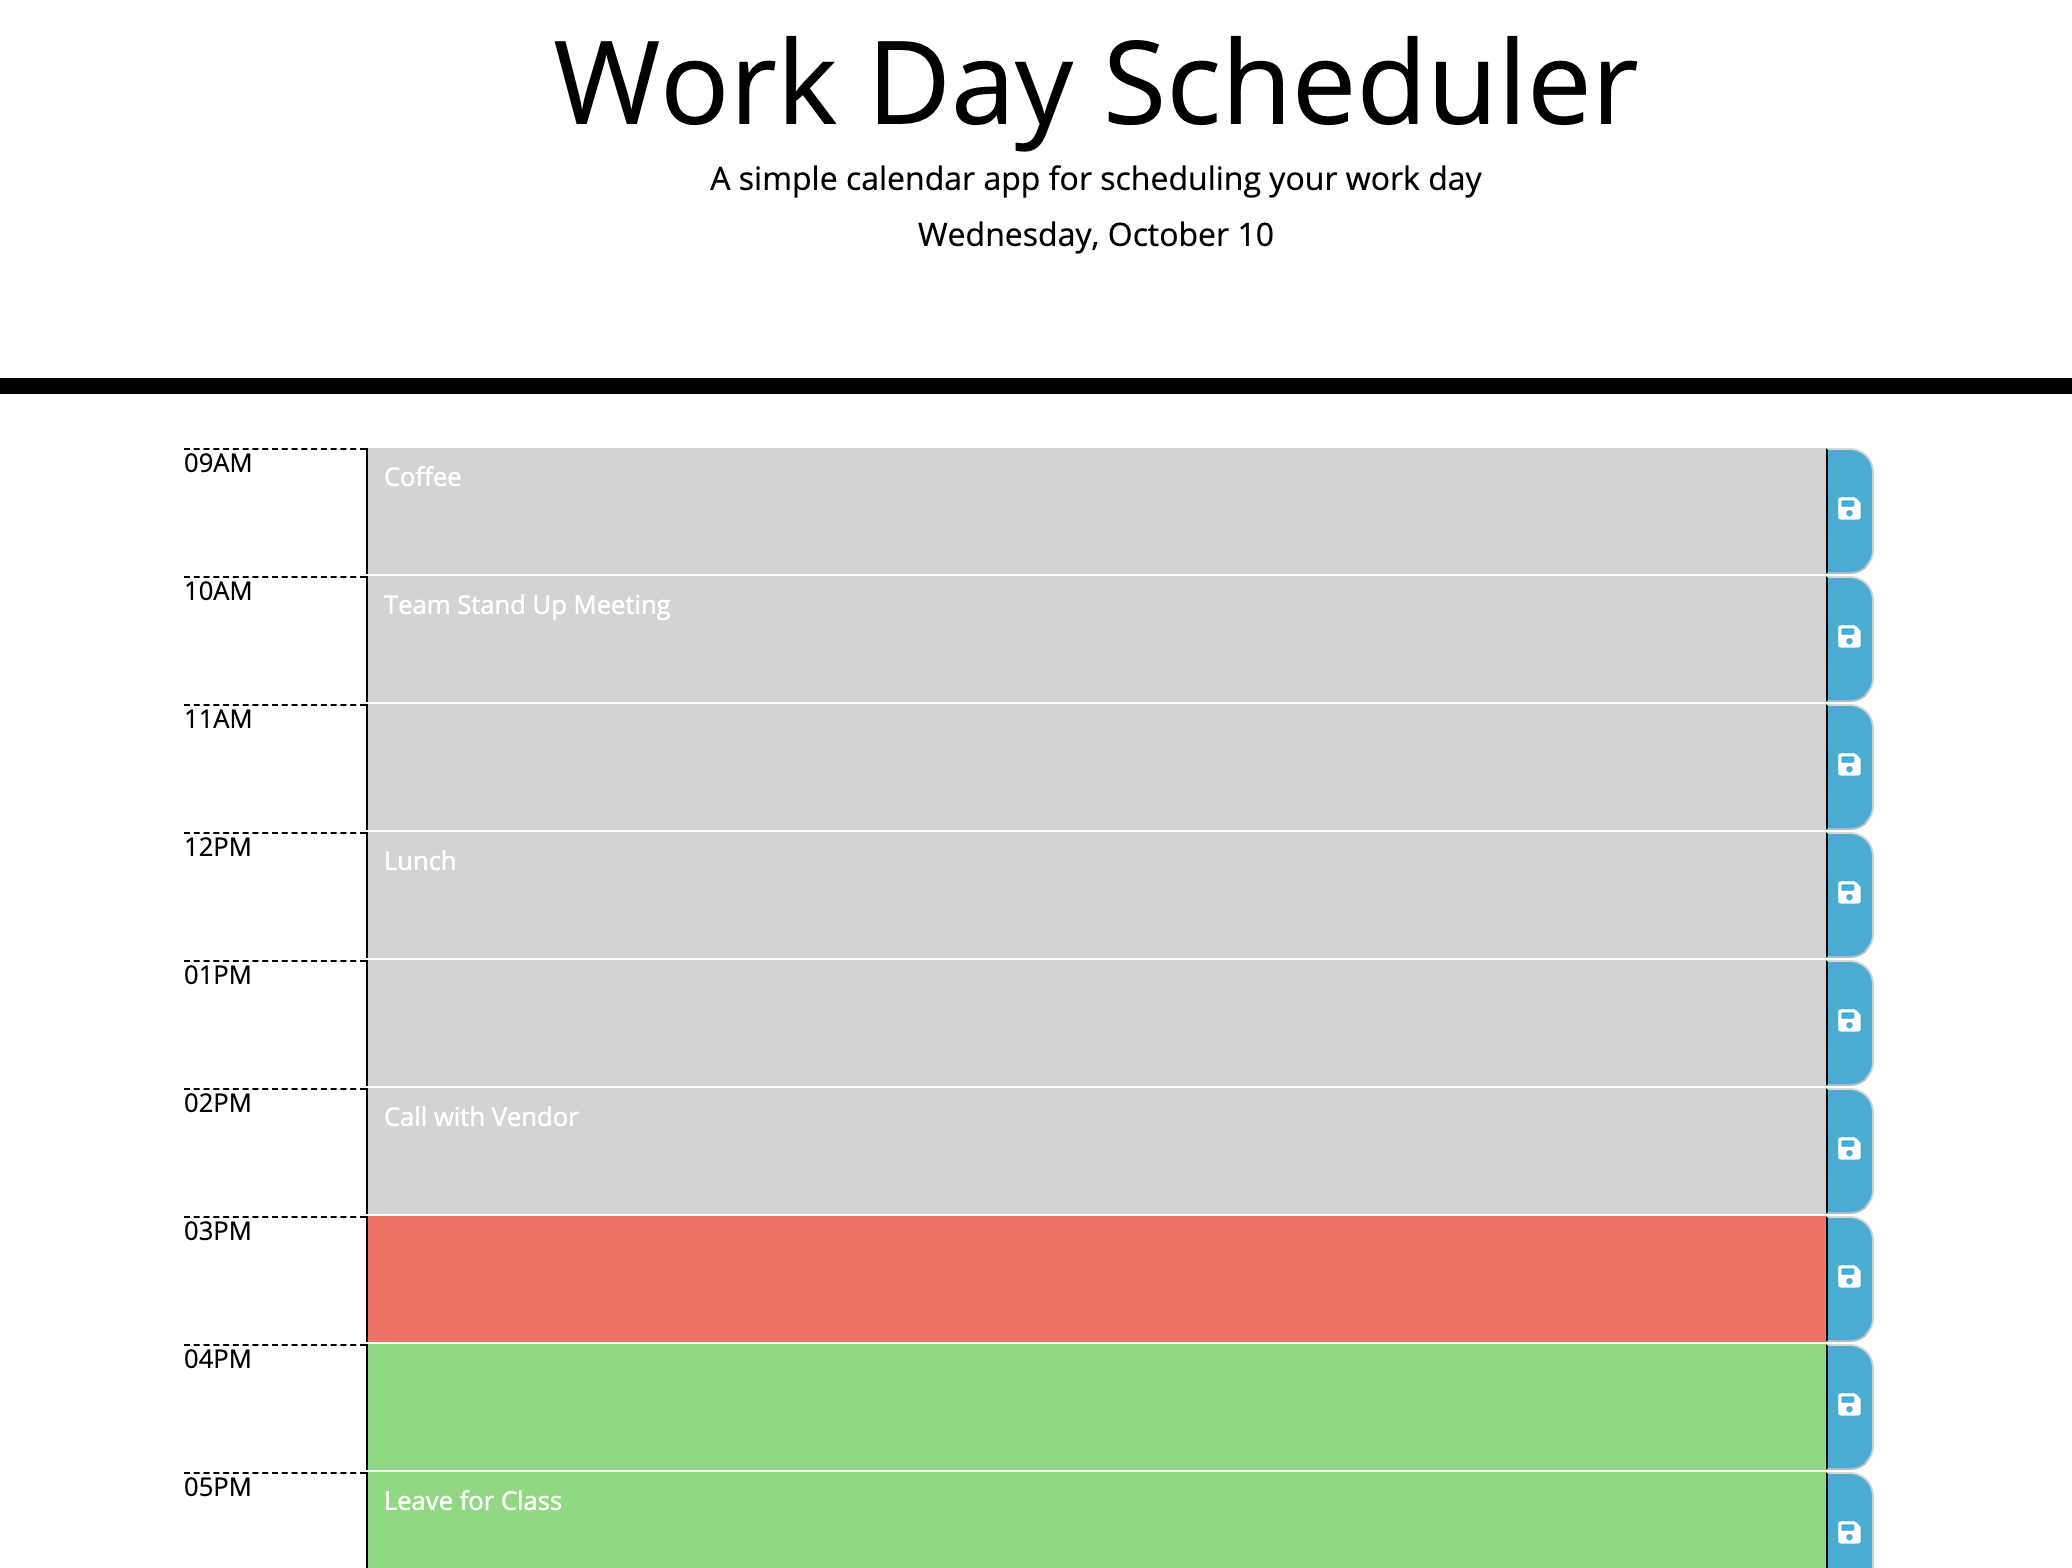 Work Day Scheduler
A simple calendar app for scheduling your work day
Wednesday, October 10
09AM
Coffee
10AM
Team Stand Up Meeting
11AM
12PM
Lunch
01PM
02PM
Call with Vendor
03PM
04PM
05PM
Leave for Class